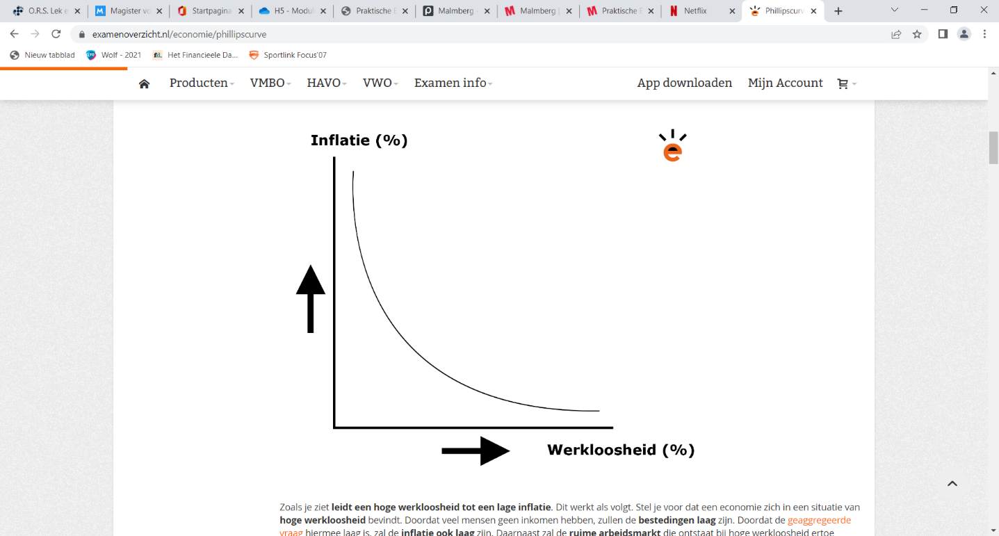 O.R.S. Lek e
Magister vo
Startpagina
H5 - Modul
Praktische E
Malmberg
Malmberg |
Praktische E
Netflix
Phillipscurv
examenoverzicht.nl/economie/phillipscurve
Nieuw tabblad
Wolf - 2021
Het Financieele Da...
Sportlink Focus'07
Producten
VMBO
HAVO
VWO
Examen info
App downloaden
Mijn Account
Inflatie (%)
Werkloosheid (%)
Zoals je ziet leidt een hoge werkloosheid tot een lage inflatie. Dit werkt als volgt. Stel je voor dat een economie zich in een situatie van
hoge werkloosheid bevindt. Doordat veel mensen geen inkomen hebben, zullen de bestedingen laag zijn. Doordat de geaggregeerde
vraag hiermee laag is, zal de inflatie ook laag zijn. Daarnaast zal de ruime arbeidsmarkt die ontstaat bij hoge werkloosheid ertoe